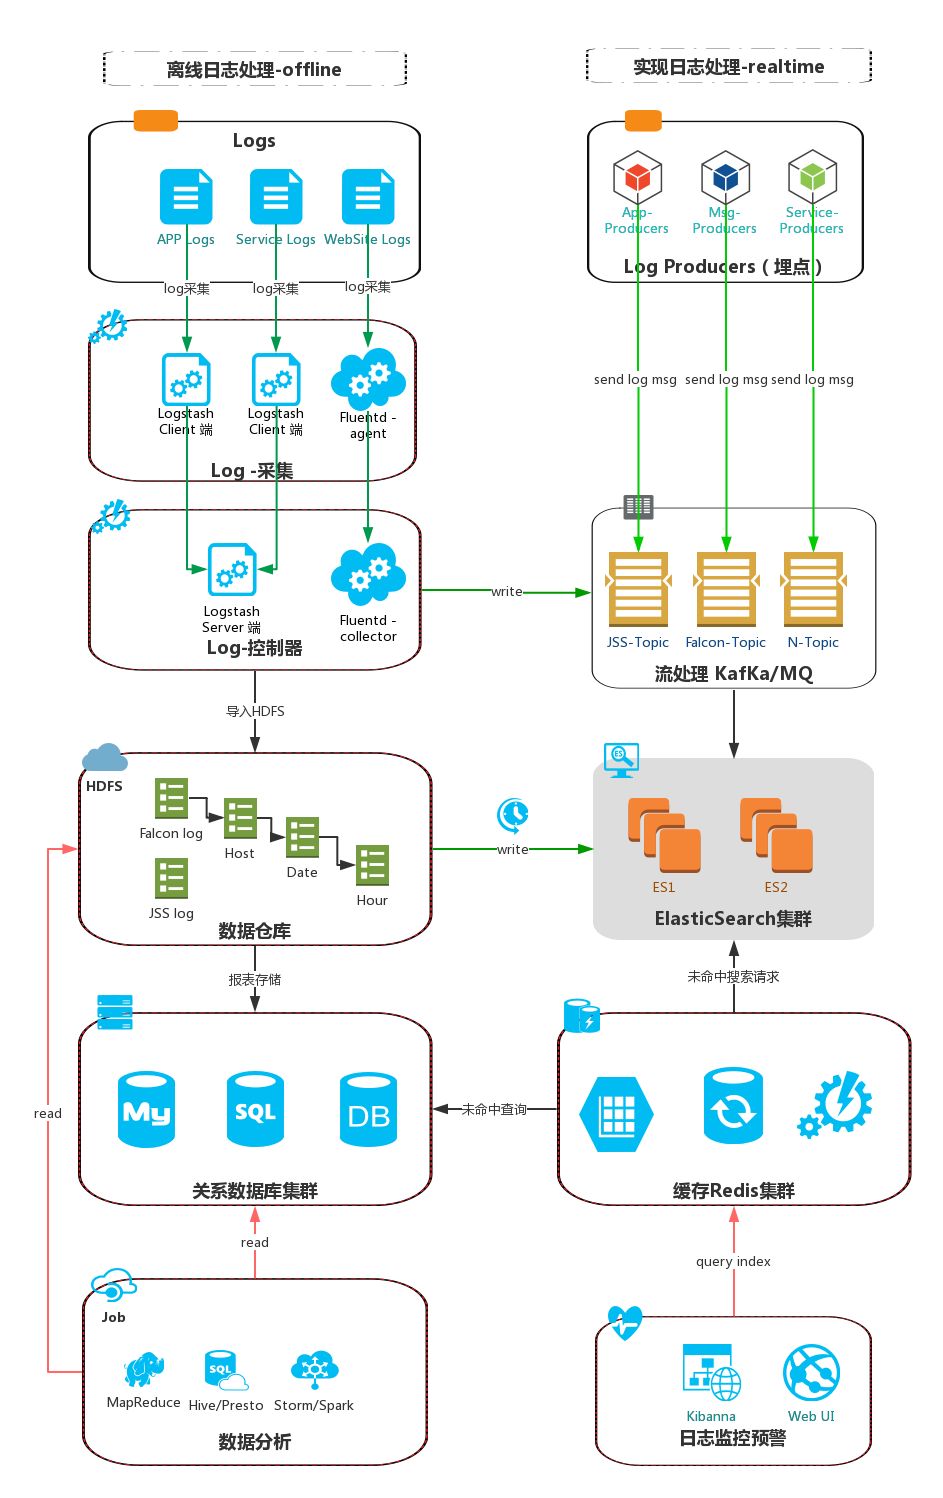 离线日志处理-offline
实现日志处理-realtime
Logs
APP Logs
Service Logs
WebSite Logs
App-
Producers
Msg-
Producers
Service-
Producers
Log Producers（埋点）
log采集
log采集
log采集
Logstash
Client 端
Logstash
Client 端
Fluentd -
agent
Log -采集
send log msg
send log msg
send log msg
Logstash
Server 端
Fluentd -
collector
Log-控制器
write
JSS-Topic
Falcon-Topic
N-Topic
流处理 KafKa/MQ
导入HDFS
HDFS
Falcon log
Host
Date
Hour
JSS log
数据仓库
write
ES
ES1
ES2
ElasticSearch集群
报表存储
未命中搜索请求
My
SQL
DB
关系数据库集群
未命中查询
缓存Redis集群
read
read
query index
Job
MapReduce
SQL
Hive/Presto
Storm/Spark
数据分析
Kibanna
Web UI
日志监控预警